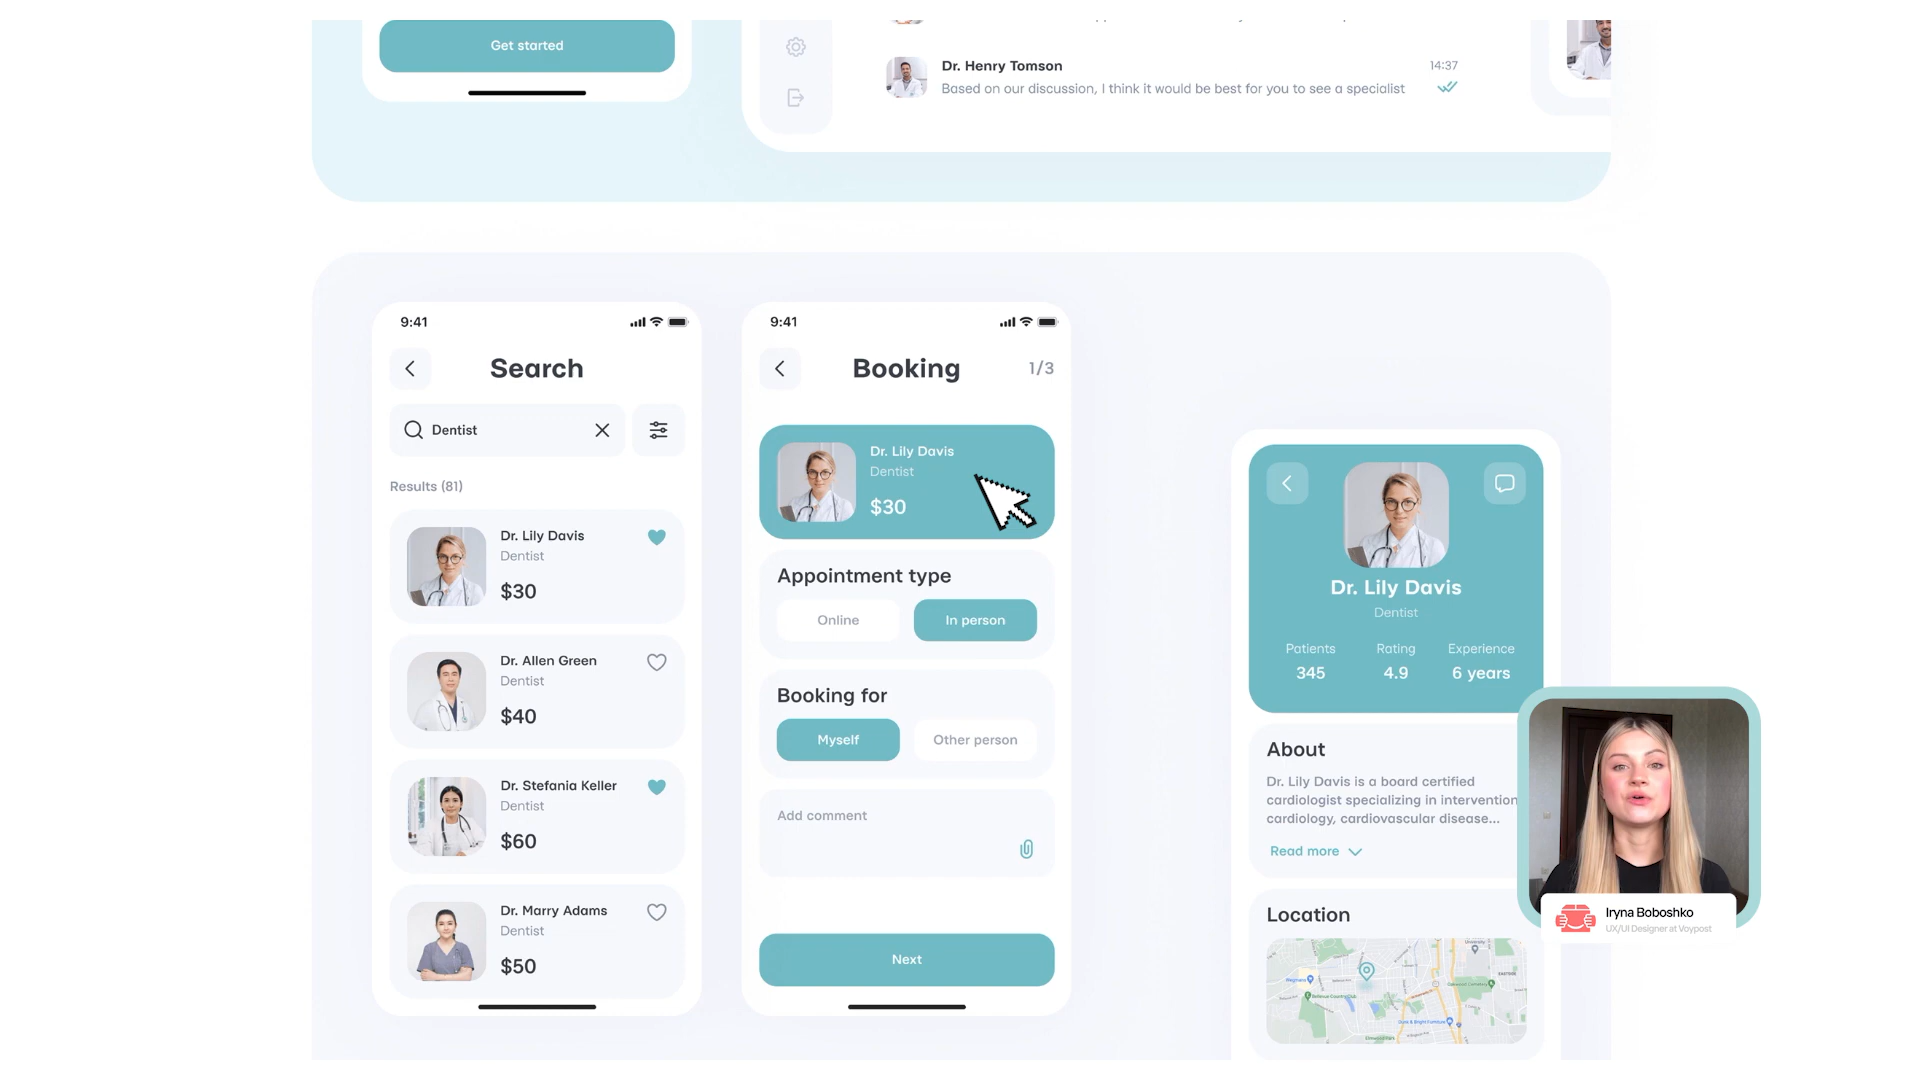 Get started
Dr. Henry Tomson
14:37
Based on our discussion, I think it would be best for you to see a specialist
9:41
Search
Dentist
Results (81)
Dr. Lily Davis
Dentist
$30
Dr. Allen Green
Dentist
$40
Dr. Stefania Keller
Dentist
$60
Dr. Marry Adams
Dentist
$50
9:41
Booking
1/3
Dr. Lily Davis
Dentist
$30
Appointment type
Online
In person
Booking for
Myself
Other person
Add comment
Next
Dr. Lily Davis
Dentist
Patients
Rating
Experience
345
4.9
6 years
About
Dr. Lily Davis is a board certified
cardiologist specializing in intervention
cardiology, cardiovascular disease...
Read more
Location
Iryna Boboshko
UX/UI Designer at Voypost